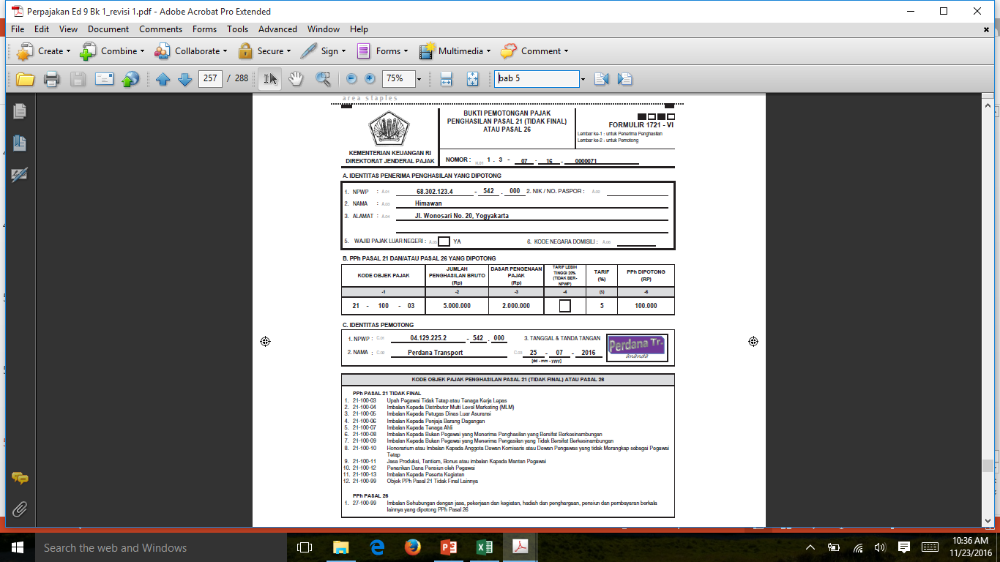 Perpajakan Ed 9 Bk 1_revisi 1.pdf - Adobe Acrobat Pro Extended
File Edit View Document Comments Forms Tools Advanced Window Help
Create Combine Collaborate Secure Sign Forms Multimedia Comment
257 / 288 75% bab 5
area staples
KEMENTERIAN KEUANGAN RI
DIREKTORAT JENDERAL PAJAK
BUKTI PEMOTONGAN PAJAK
PENGHASILAN PASAL 21 (TIDAK FINAL)
ATAU PASAL 26
FORMULIR 1721 - VI
Lembar ke-1 : untuk Penerima Penghasilan
Lembar ke-2 : untuk Pemotong
NOMOR : H.01 1 . 3 - 07 . 16 - 0000071
A. IDENTITAS PENERIMA PENGHASILAN YANG DIPOTONG
1. NPWP : A.01 68.302.123.4 - 542 . 000 2. NIK / NO. PASPOR : A.02
2. NAMA : A.03 Himawan
3. ALAMAT : A.04 Jl. Wonosari No. 20, Yogyakarta
5. WAJIB PAJAK LUAR NEGERI : A.05 YA 6. KODE NEGARA DOMISILI : A.06
B. PPh PASAL 21 DAN/ATAU PASAL 26 YANG DIPOTONG
KODE OBJEK PAJAK
JUMLAH
PENGHASILAN BRUTO
(Rp)
DASAR PENGENAAN
PAJAK
(Rp)
TARIF LEBIH
TINGGI 20%
(TIDAK BER-
NPWP)
TARIF
(%)
PPh DIPOTONG
(RP)
-1 -2 -3 -4 (5) -6
21 - 100 - 03 5.000.000 2.000.000 5 100.000
C. IDENTITAS PEMOTONG
1. NPWP : C.01 04.129.225.2 - 542 . 000 3. TANGGAL & TANDA TANGAN
2. NAMA : C.02 Perdana Transport C.03 25 - 07 - 2016
[dd - mm - yyyy]
Perdana Tr.
ananda
KODE OBJEK PAJAK PENGHASILAN PASAL 21 (TIDAK FINAL) ATAU PASAL 26
PPh PASAL 21 TIDAK FINAL
1. 21-100-03 Upah Pegawai Tidak Tetap atau Tenaga Kerja Lepas
2. 21-100-04 Imbalan Kepada Distributor Multi Level Marketing (MLM)
3. 21-100-05 Imbalan Kepada Petugas Dinas Luar Asuransi
4. 21-100-06 Imbalan Kepada Penjaja Barang Dagangan
5. 21-100-07 Imbalan Kepada Tenaga Ahli
6. 21-100-08 Imbalan Kepada Bukan Pegawai yang Menerima Penghasilan yang Bersifat Berkesinambungan
7. 21-100-09 Imbalan Kepada Bukan Pegawai yang Menerima Pengasilan yang Tidak Bersifat Berkesinambungan
8. 21-100-10 Honorarium atau Imbalan Kepada Anggota Dewan Komisaris atau Dewan Pengawas yang tidak Merangkap sebagai Pegawai
Tetap
9. 21-100-11 Jasa Produksi, Tantiem, Bonus atau imbalan Kepada Mantan Pegawai
10. 21-100-12 Penarikan Dana Pensiun oleh Pegawai
11. 21-100-13 Imbalan Kepada Peserta Kegiatan
12. 21-100-99 Objek PPh Pasal 21 Tidak Final Lainnya
PPh PASAL 26
1. 27-100-99 Imbalan Sehubungan dengan jasa, pekerjaan dan kegiatan, hadiah dan penghargaan, pensiun dan pembayaran berkala
lainnya yang dipotong PPh Pasal 26
Search the web and Windows
10:36 AM
11/23/2016